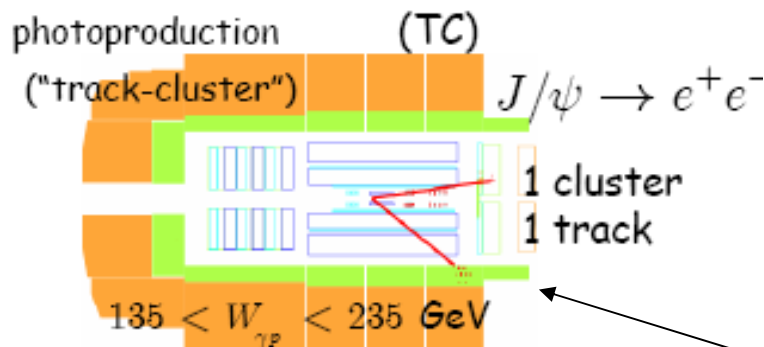 photoproduction (TC)
("track-cluster") J/ψ → e⁺e⁻
1 cluster
1 track
135 < W_γp < 235 GeV